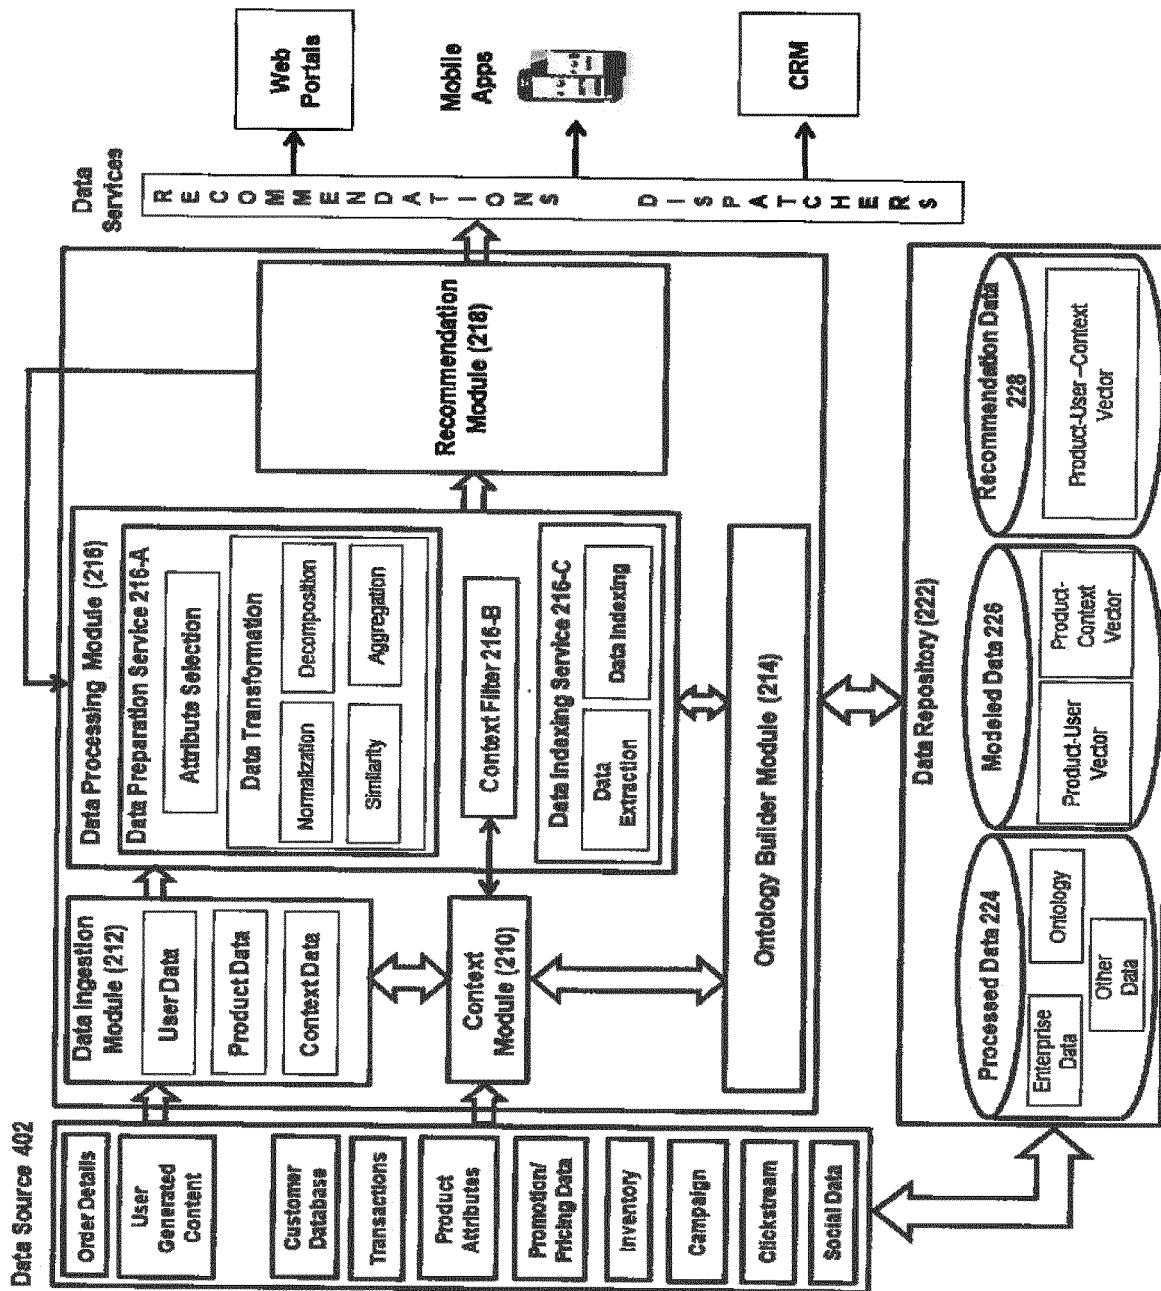 Data Source 402
Order Details
User
Generated
Content
Customer
Database
Transactions
Product
Attributes
Promotion/
Pricing Data
Inventory
Campaign
Clickstream
Social Data
Data Ingestion
Module (212)
User Data
Product Data
Context Data
Context
Module (210)
Data Processing Module (216)
Data Preparation Service 216-A
Attribute Selection
Data Transformation
Normalization
Decomposition
Similarity
Aggregation
Context Filter 216-B
Data Indexing Service 216-C
Data
Extraction
Data Indexing
Ontology Builder Module (214)
Recommendation
Module (218)
Data
Services
RECOMMENDATIONS DISPATCHERS
Web
Portals
Mobile
Apps
CRM
Data Repository (222)
Processed Data 224
Enterprise
Data
Ontology
Other
Data
Modeled Data 226
Product-User
Vector
Product-
Context
Vector
Recommendation Data
228
Product-User –Context
Vector